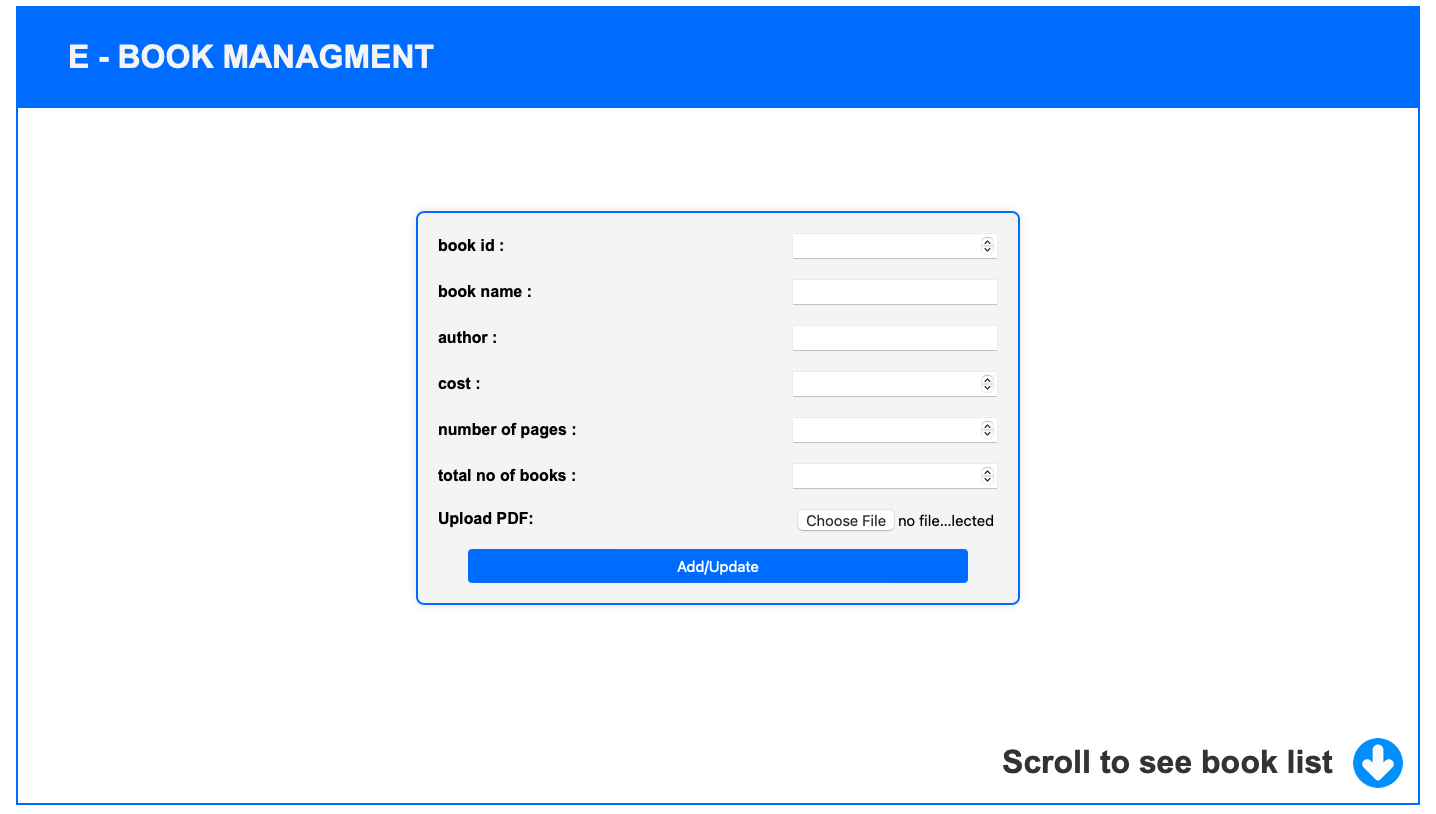 E - BOOK MANAGMENT
book id :
book name :
author :
cost :
number of pages :
total no of books :
Upload PDF: Choose File no file...lected
Add/Update
Scroll to see book list